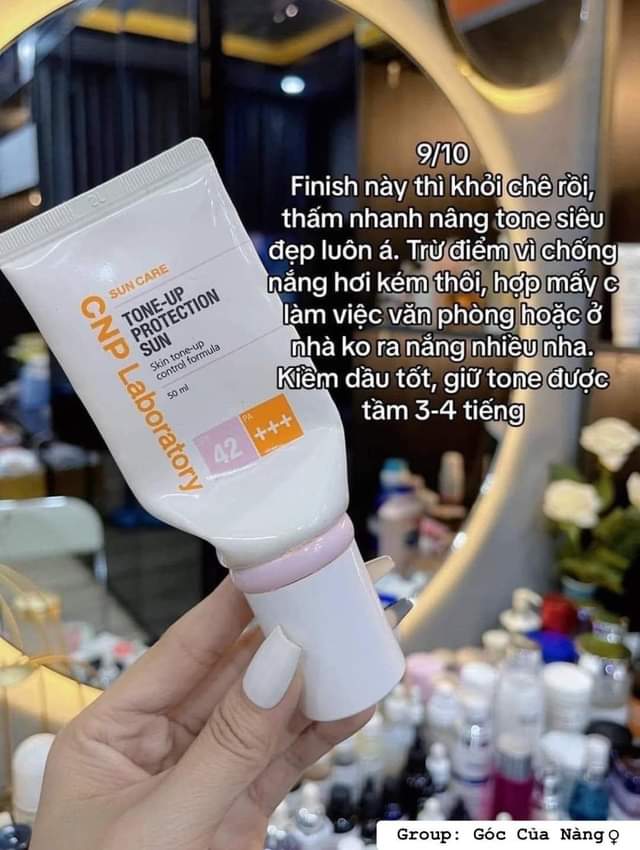 9/10
Finish này thì khỏi chê rồi,
thấm nhanh nâng tone siêu
đẹp luôn á. Trừ điểm vì chống
nắng hơi kém thôi, hợp mấy c
làm việc văn phòng hoặc ở
nhà ko ra nắng nhiều nha.
Kiềm dầu tốt, giữ tone được
tầm 3-4 tiếng
SUN CARE
CNP Laboratory
TONE-UP
PROTECTION
SUN
Skin tone-up
control formula
50 ml
42
PA
+++
Group: Góc Của Nàng♀